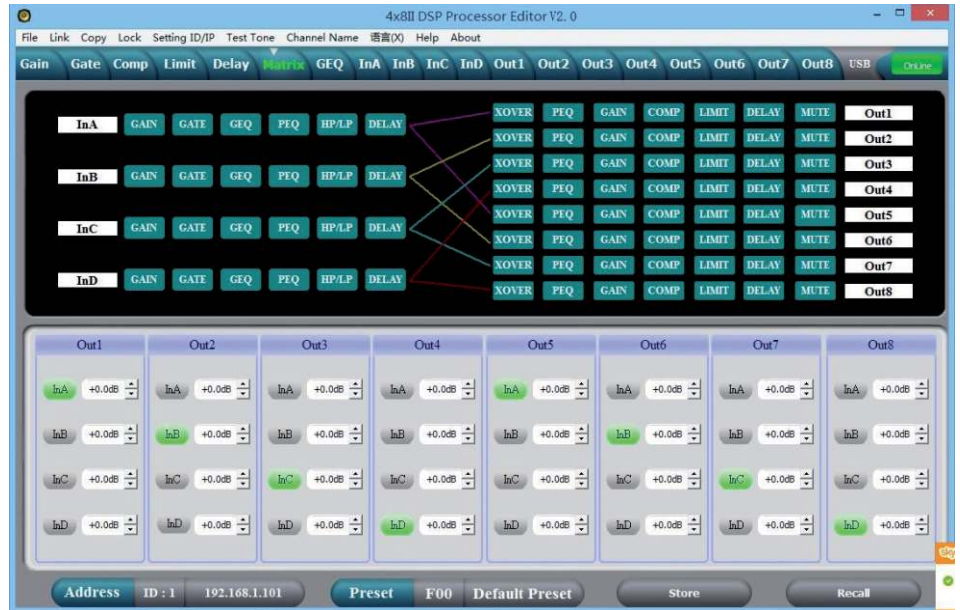 4x8II DSP Processor Editor V2. 0
File Link Copy Lock Setting ID/IP Test Tone Channel Name 语言(X) Help About
Gain Gate Comp Limit Delay Matrix GEQ InA InB InC InD Out1 Out2 Out3 Out4 Out5 Out6 Out7 Out8 USB OnLine
XOVER PEQ GAIN COMP LIMIT DELAY MUTE Out1
InA GAIN GATE GEQ PEQ HP/LP DELAY
XOVER PEQ GAIN COMP LIMIT DELAY MUTE Out2
XOVER PEQ GAIN COMP LIMIT DELAY MUTE Out3
InB GAIN GATE GEQ PEQ HP/LP DELAY
XOVER PEQ GAIN COMP LIMIT DELAY MUTE Out4
XOVER PEQ GAIN COMP LIMIT DELAY MUTE Out5
InC GAIN GATE GEQ PEQ HP/LP DELAY
XOVER PEQ GAIN COMP LIMIT DELAY MUTE Out6
XOVER PEQ GAIN COMP LIMIT DELAY MUTE Out7
InD GAIN GATE GEQ PEQ HP/LP DELAY
XOVER PEQ GAIN COMP LIMIT DELAY MUTE Out8
Out1 Out2 Out3 Out4 Out5 Out6 Out7 Out8
InA +0.0dB InA +0.0dB InA +0.0dB InA +0.0dB InA +0.0dB InA +0.0dB InA +0.0dB InA +0.0dB
InB +0.0dB InB +0.0dB InB +0.0dB InB +0.0dB InB +0.0dB InB +0.0dB InB +0.0dB InB +0.0dB
InC +0.0dB InC +0.0dB InC +0.0dB InC +0.0dB InC +0.0dB InC +0.0dB InC +0.0dB InC +0.0dB
InD +0.0dB InD +0.0dB InD +0.0dB InD +0.0dB InD +0.0dB InD +0.0dB InD +0.0dB InD +0.0dB
sky
Address ID : 1 192.168.1.101 Preset F00 Default Preset Store Recall